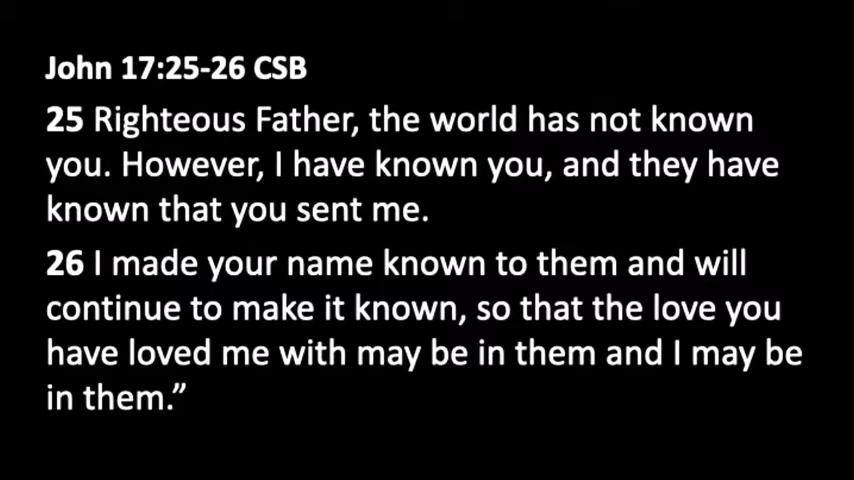 John 17:25-26 CSB
25 Righteous Father, the world has not known
you. However, I have known you, and they have
known that you sent me.
26 I made your name known to them and will
continue to make it known, so that the love you
have loved me with may be in them and I may be
in them.”